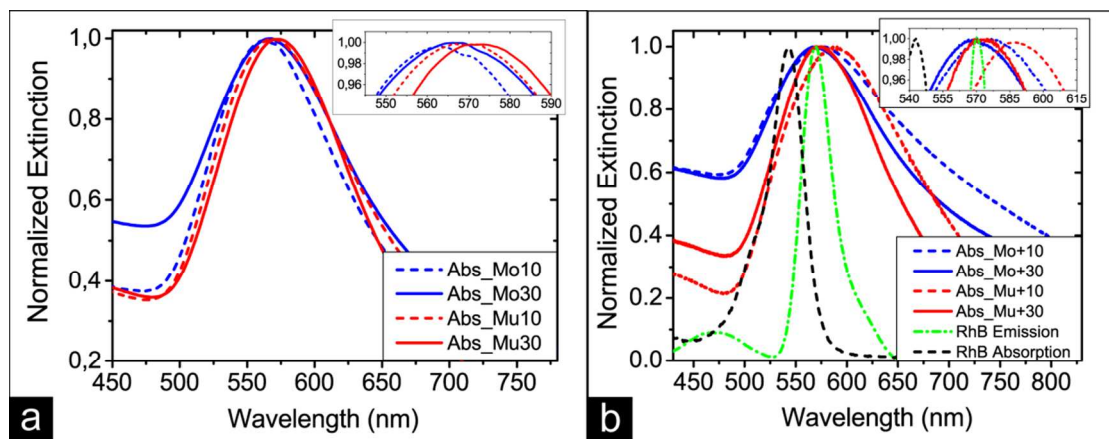 1,0
0,8
0,6
0,4
0,2
Normalized Extinction
450 500 550 600 650 700 750
Wavelength (nm)
1,00
0,98
0,96
550 560 570 580 590
Abs_Mo10
Abs_Mo30
Abs_Mu10
Abs_Mu30
a
1,0
0,8
0,6
0,4
0.2
0.0
Normalized Extinction
450 500 550 600 650 700 750 800
Wavelength (nm)
1,00
0,98
0,96
540 555 570 585 600 615
Abs_Mo+10
Abs_Mo+30
Abs_Mu+10
Abs_Mu+30
RhB Emission
RhB Absorption
b